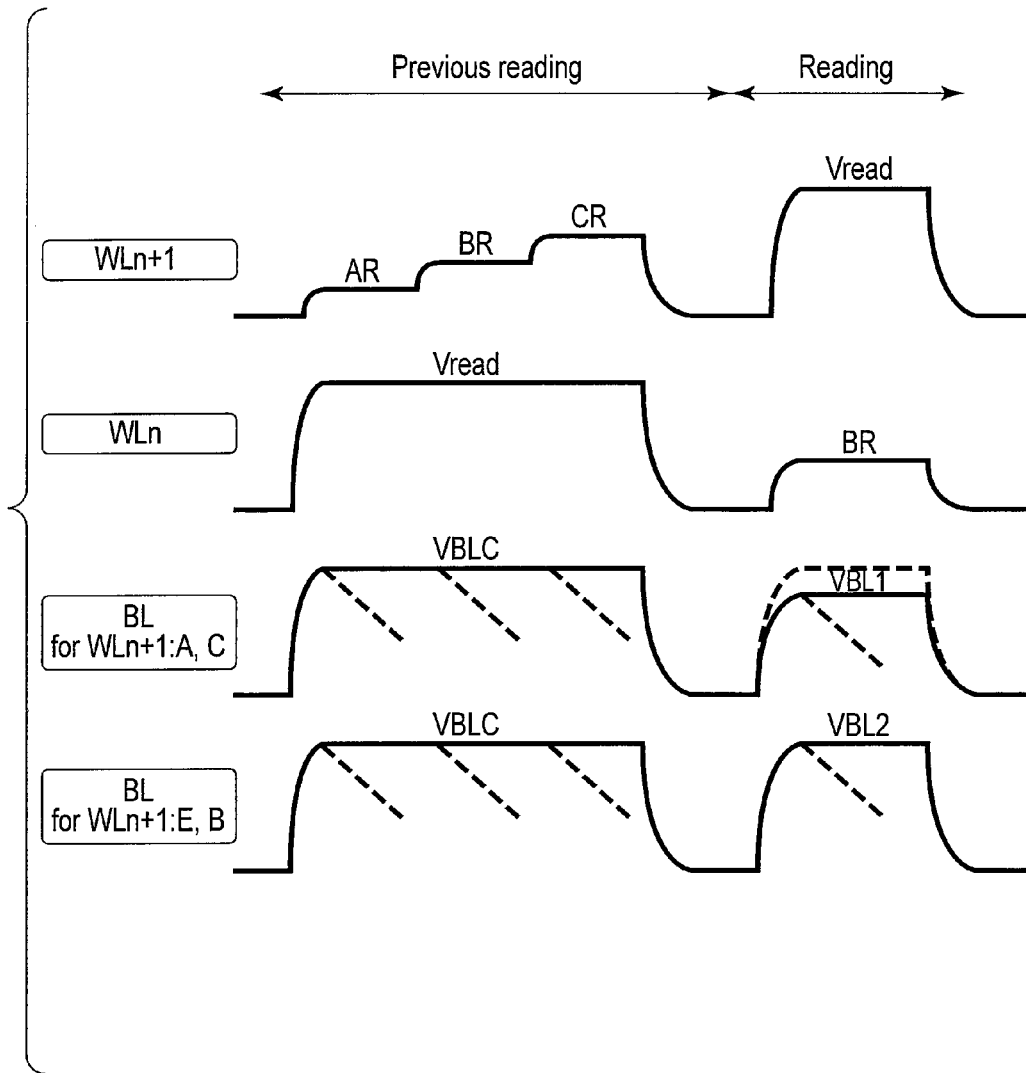 Previous reading
Reading
Vread
CR
BR
AR
WLn+1
Vread
WLn
BR
VBLC
VBL1
BL
for WLn+1:A, C
VBLC
VBL2
BL
for WLn+1:E, B